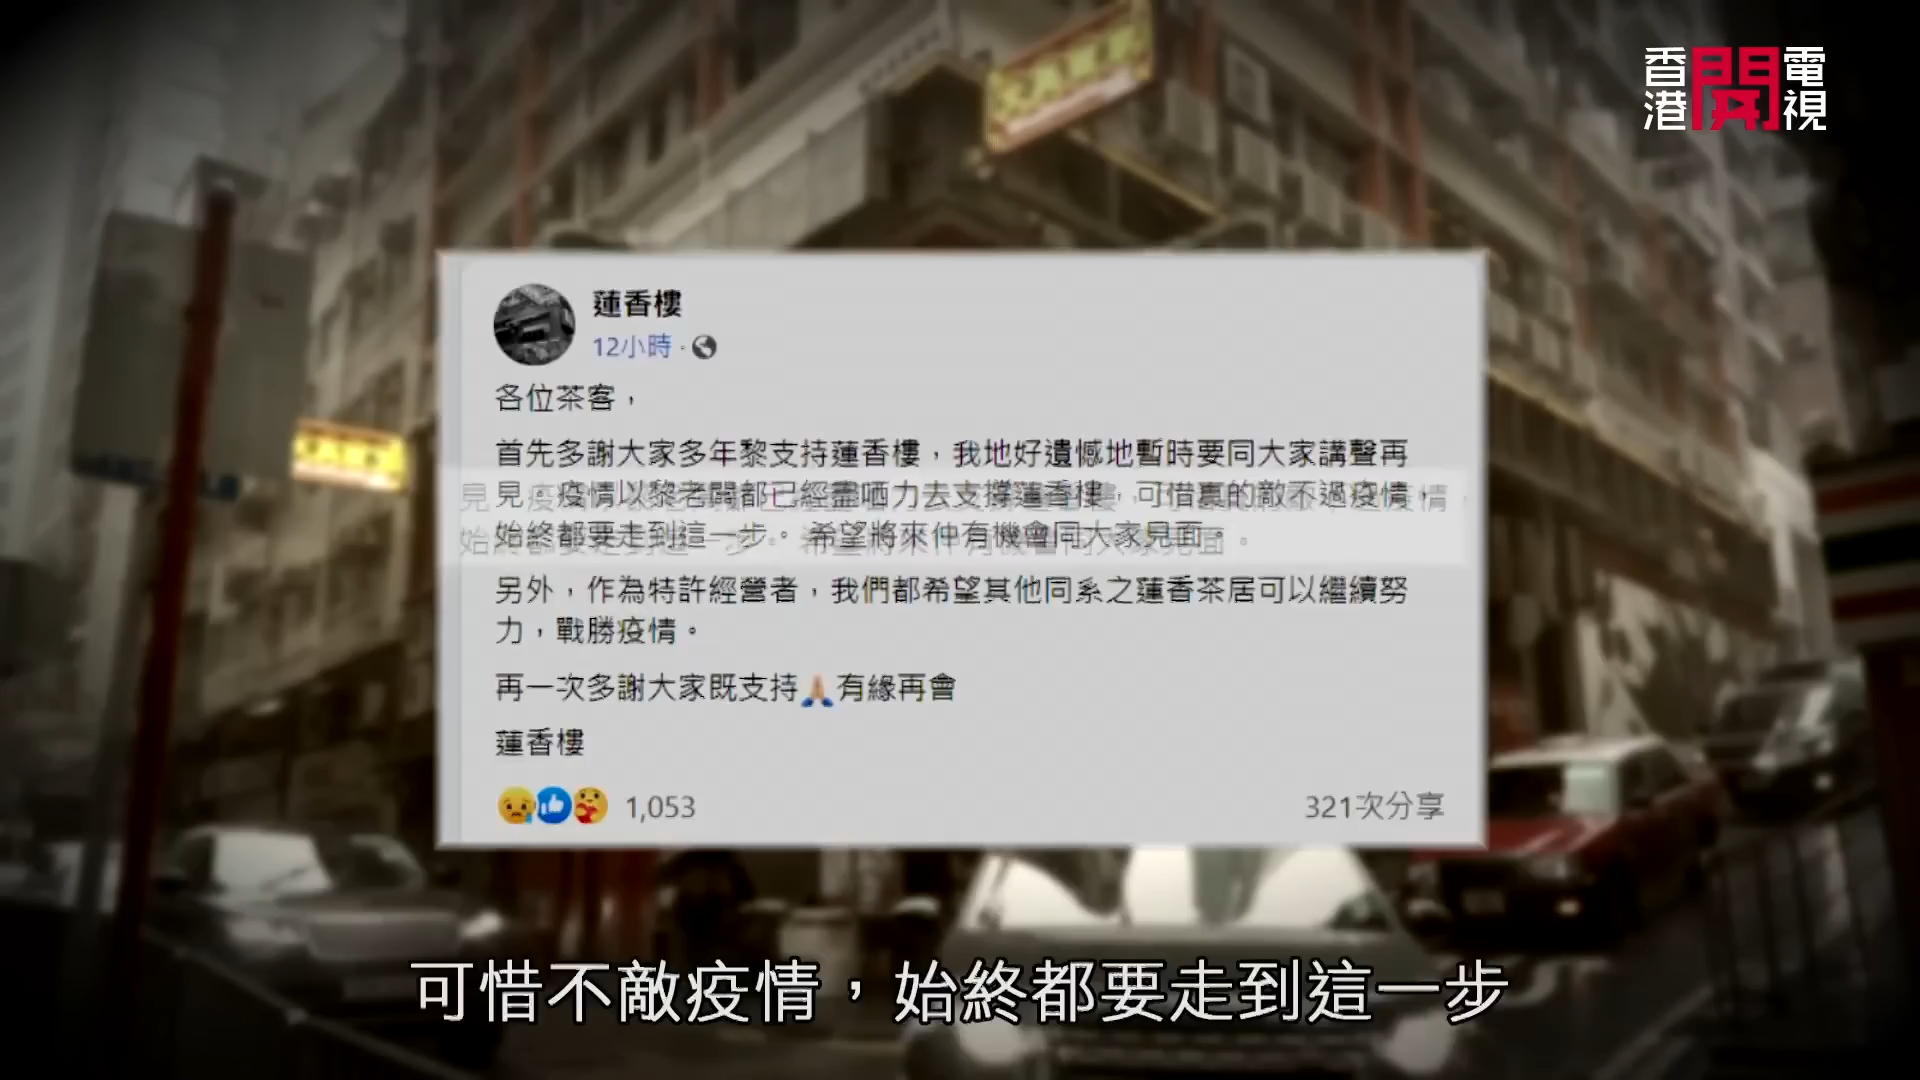 香港開電視
蓮香樓
12小時·
各位茶客，
首先多謝大家多年黎支持蓮香樓，我地好遺憾地暫時要同大家講聲再
見。疫情以黎老闆都已經盡哂力去支撐蓮香樓，可惜真的敵不過疫情，
始終都要走到這一步。 希望將來仲有機會同大家見面。
另外，作為特許經營者，我們都希望其他同系之蓮香茶居可以繼續努
力，戰勝疫情。
再一次多謝大家既支持🙏有緣再會
蓮香樓
1,053
321次分享
可惜不敵疫情，始終都要走到這一步